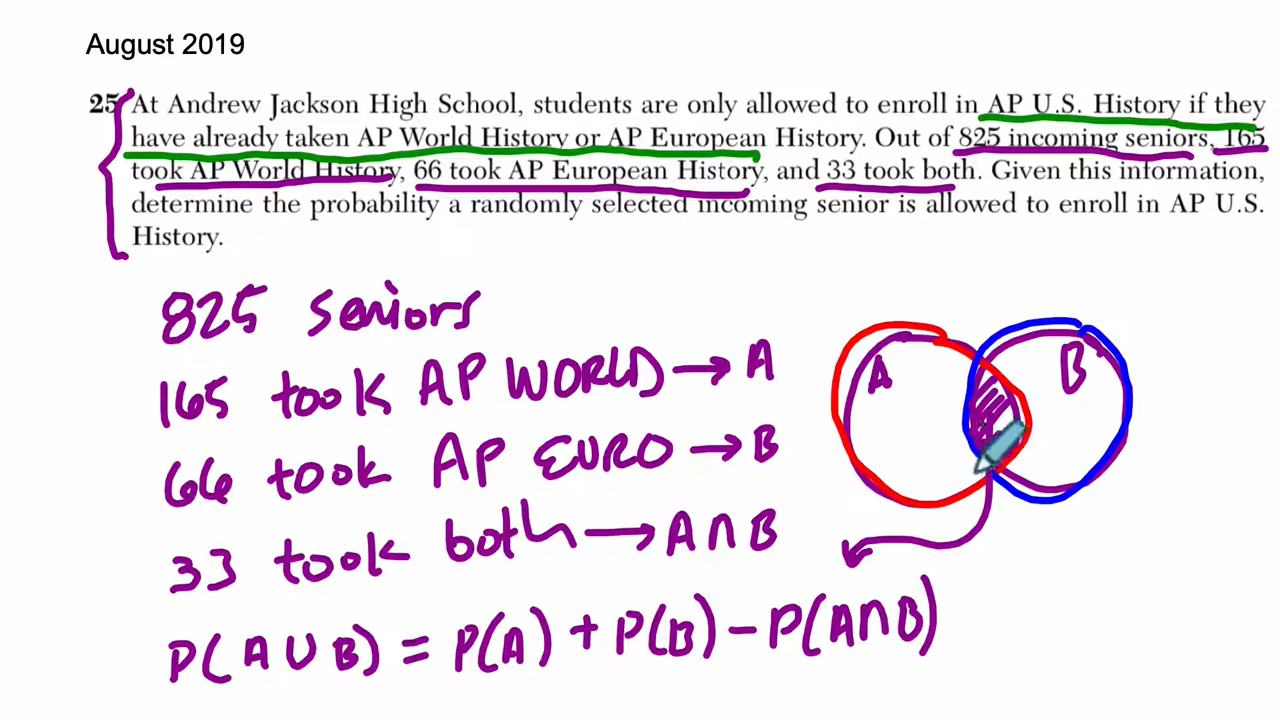 August 2019
25 At Andrew Jackson High School, students are only allowed to enroll in AP U.S. History if they
have already taken AP World History or AP European History. Out of 825 incoming seniors, 165
took AP World History, 66 took AP European History, and 33 took both. Given this information,
determine the probability a randomly selected incoming senior is allowed to enroll in AP U.S.
History.
825 seniors
165 took AP WORLD → A
66 took AP EURO → B
33 took both → A ∩ B
P(A ∪ B) = P(A) + P(B) - P(A∩B)
A
B